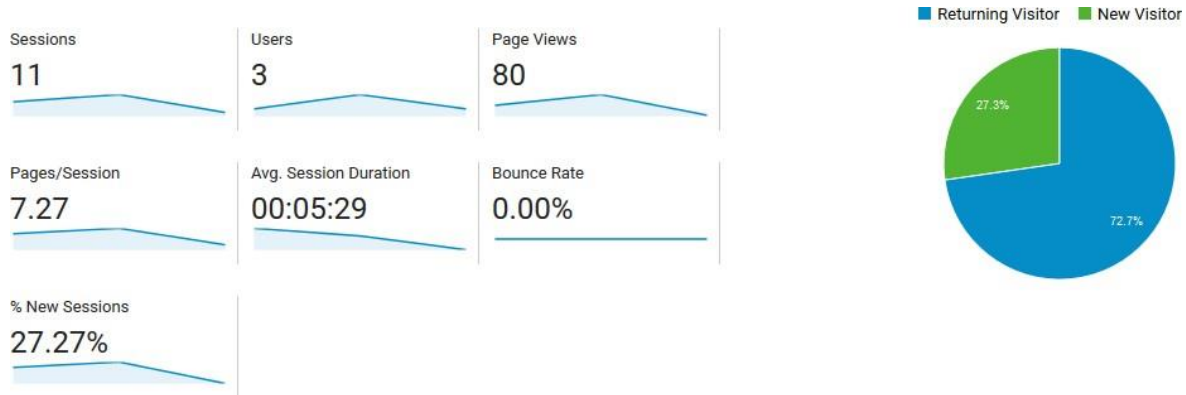 Returning Visitor New Visitor
Sessions
11
Users
3
Page Views
80
Pages/Session
7.27
Avg. Session Duration
00:05:29
Bounce Rate
0.00%
% New Sessions
27.27%
27.3%
72.7%